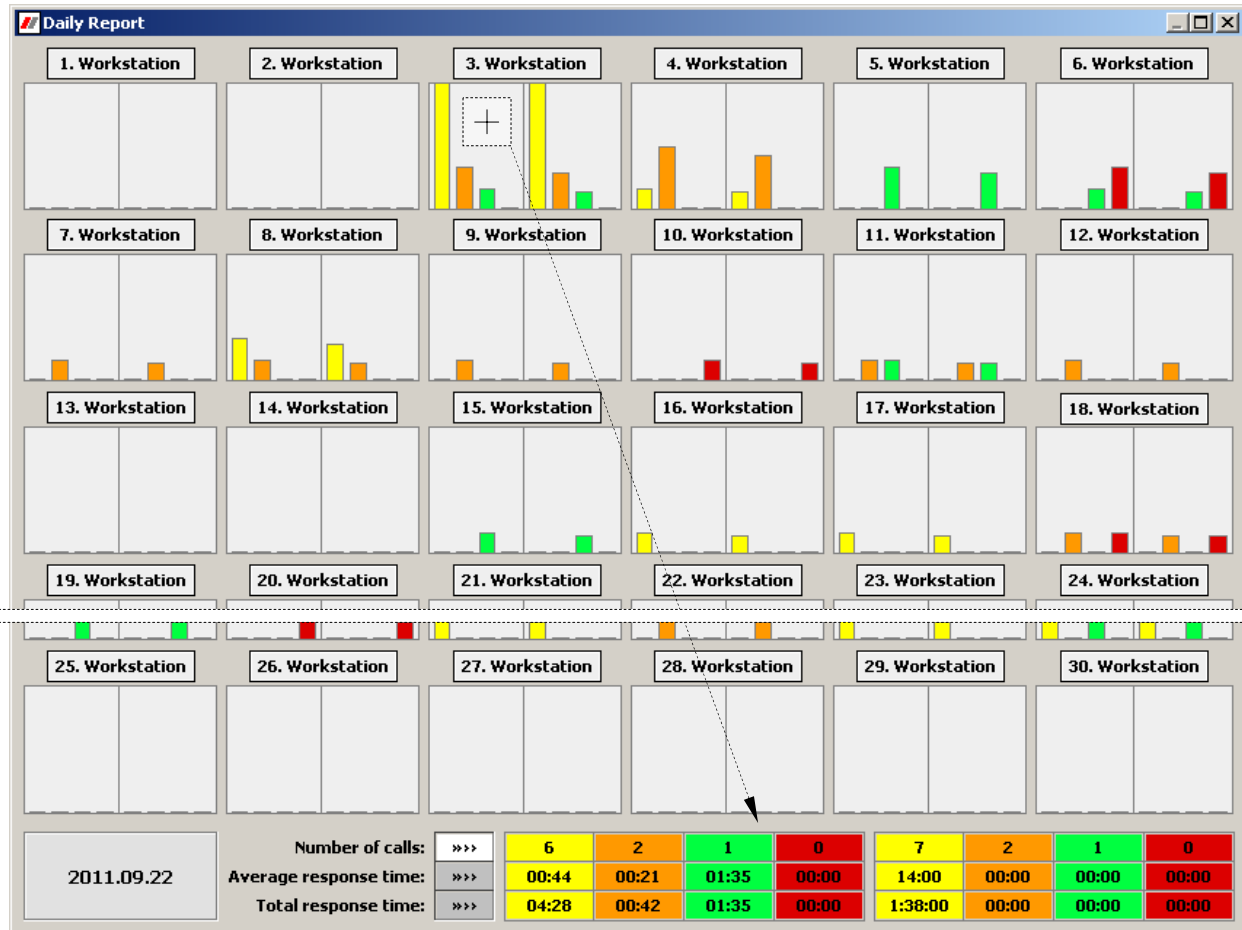 Daily Report
1. Workstation 2. Workstation 3. Workstation 4. Workstation 5. Workstation 6. Workstation
7. Workstation 8. Workstation 9. Workstation 10. Workstation 11. Workstation 12. Workstation
13. Workstation 14. Workstation 15. Workstation 16. Workstation 17. Workstation 18. Workstation
19. Workstation 20. Workstation 21. Workstation 22. Workstation 23. Workstation 24. Workstation
25. Workstation 26. Workstation 27. Workstation 28. Workstation 29. Workstation 30. Workstation
Number of calls: »›› 6 2 1 0 7 2 1 0
2011.09.22 Average response time: »›› 00:44 00:21 01:35 00:00 14:00 00:00 00:00 00:00
Total response time: »›› 04:28 00:42 01:35 00:00 1:38:00 00:00 00:00 00:00